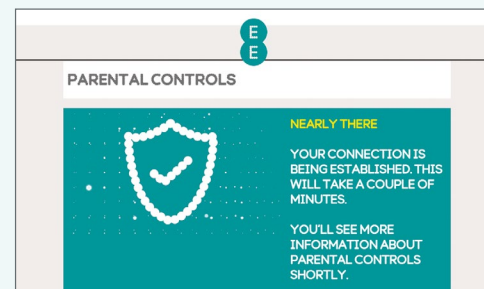 E
E
PARENTAL CONTROLS
NEARLY THERE
YOUR CONNECTION IS
BEING ESTABLISHED. THIS
WILL TAKE A COUPLE OF
MINUTES.
YOU'LL SEE MORE
INFORMATION ABOUT
PARENTAL CONTROLS
SHORTLY.